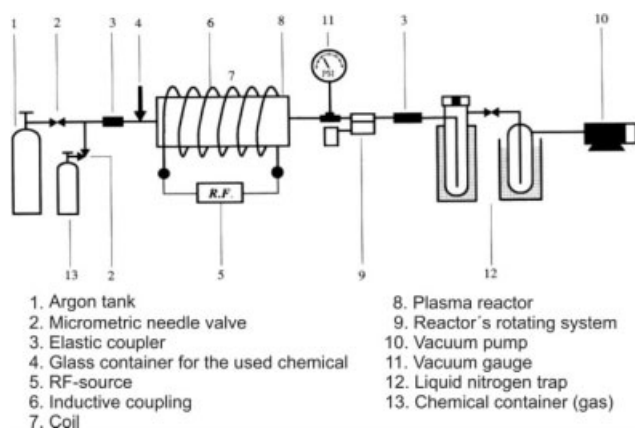 1 2 3 4 6 8 11 3 10
7
PSI
R.F.
13 2 5 9 12
1. Argon tank
2. Micrometric needle valve
3. Elastic coupler
4. Glass container for the used chemical
5. RF-source
6. Inductive coupling
7. Coil
8. Plasma reactor
9. Reactor´s rotating system
10. Vacuum pump
11. Vacuum gauge
12. Liquid nitrogen trap
13. Chemical container (gas)